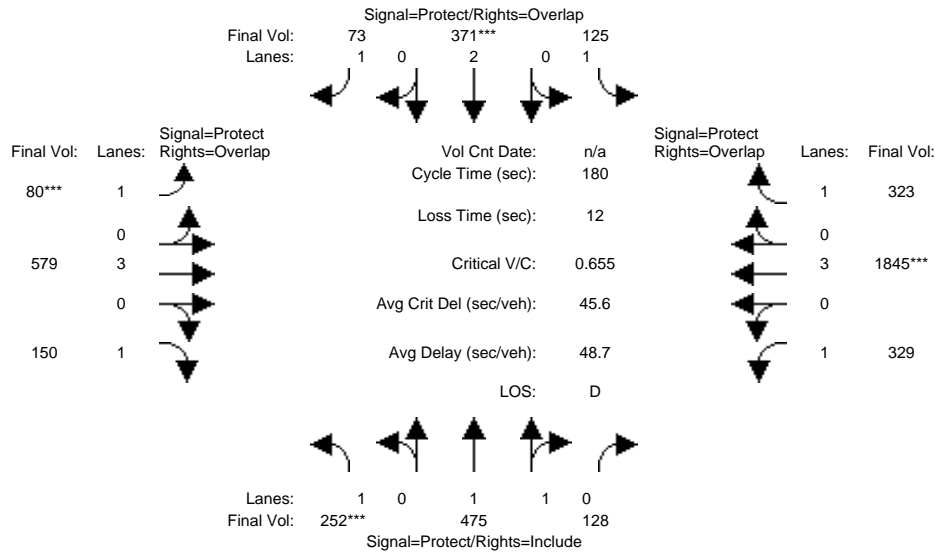 Signal=Protect/Rights=Overlap
Final Vol: 73 371*** 125
Lanes: 1 0 2 0 1
Signal=Protect
Final Vol: Lanes: Rights=Overlap
Vol Cnt Date: n/a
Signal=Protect
Rights=Overlap Lanes: Final Vol:
Cycle Time (sec): 180
80*** 1
1 323
Loss Time (sec): 12
0
0
579 3
Critical V/C: 0.655
3 1845***
0
Avg Crit Del (sec/veh): 45.6
0
150 1
Avg Delay (sec/veh): 48.7
1 329
LOS: D
Lanes: 1 0 1 1 0
Final Vol: 252*** 475 128
Signal=Protect/Rights=Include